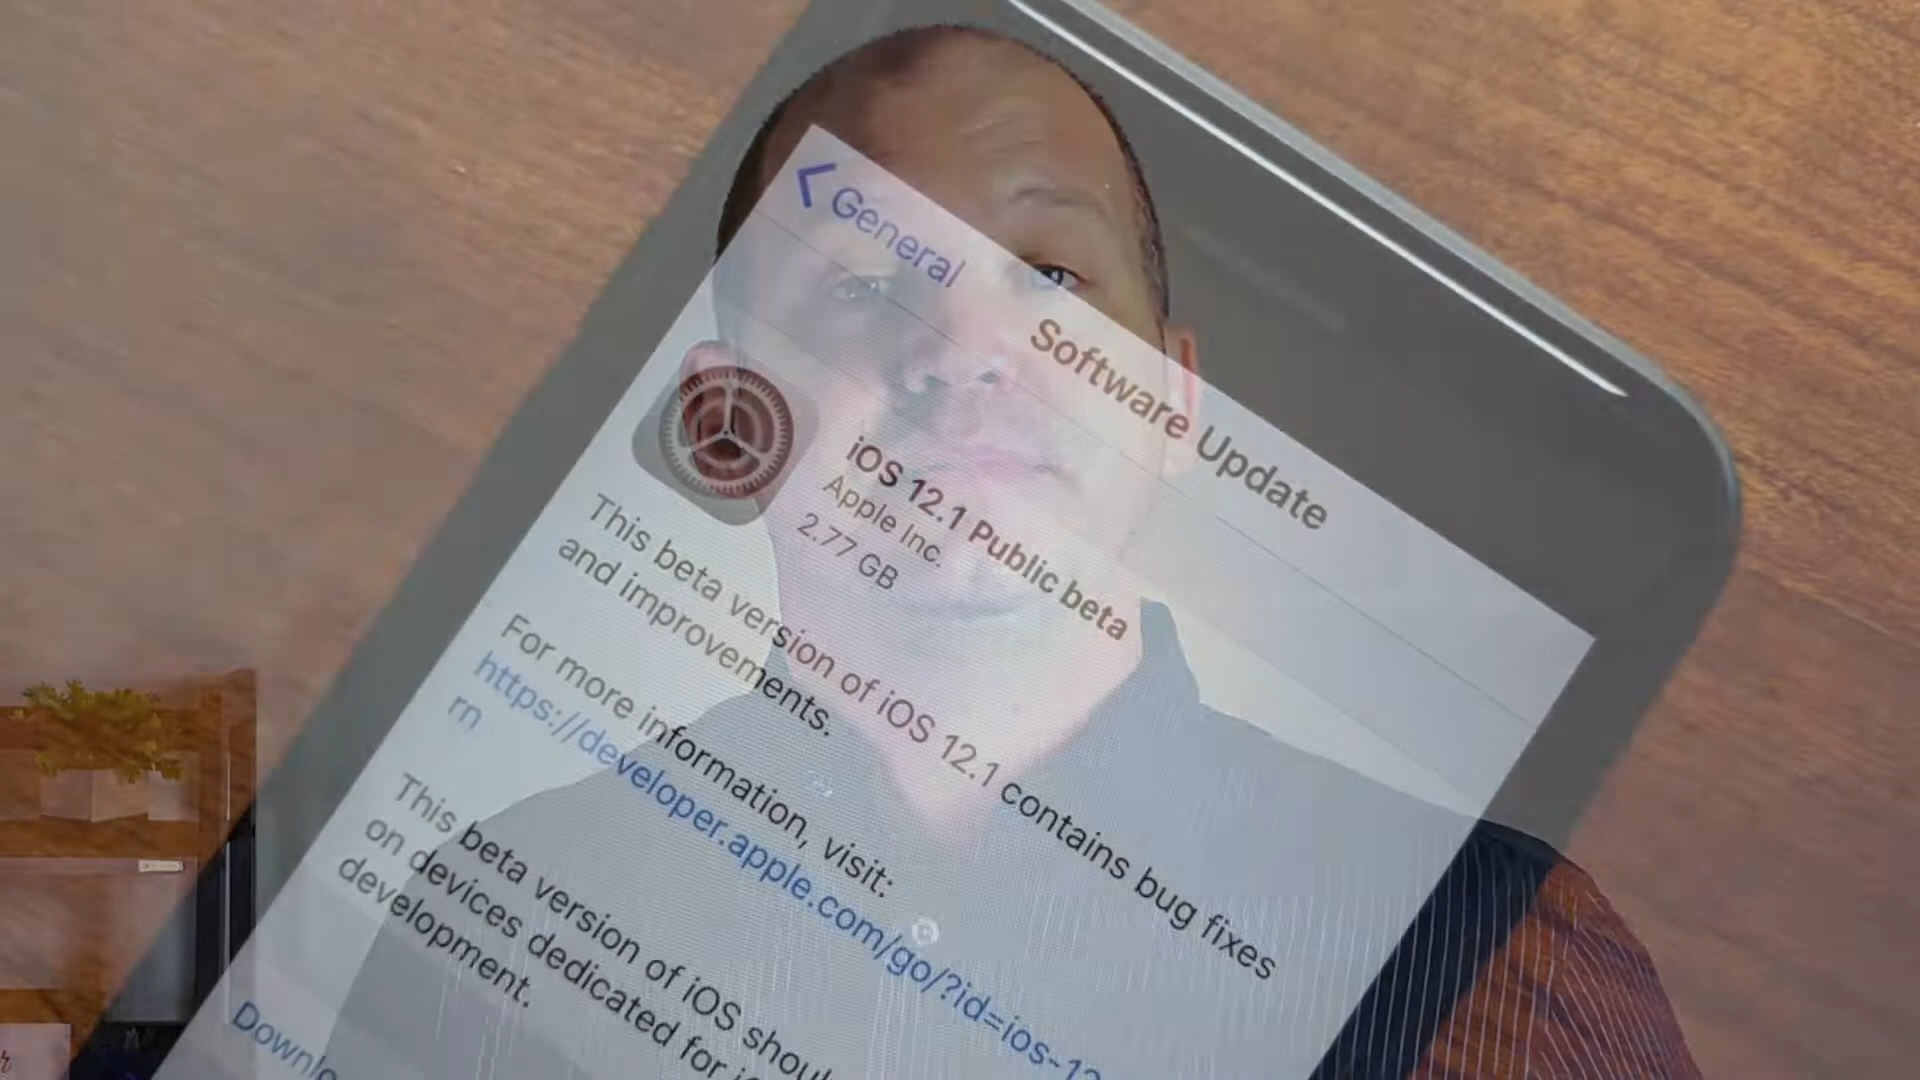 General
Software Update
iOS 12.1 Public beta
Apple Inc.
2.77 GB
This beta version of iOS 12.1 contains bug fixes
and improvements.
For more information, visit:
https://developer.apple.com/go/?id=ios-12
rn
This beta version of iOS
on devices dedicated for
development.